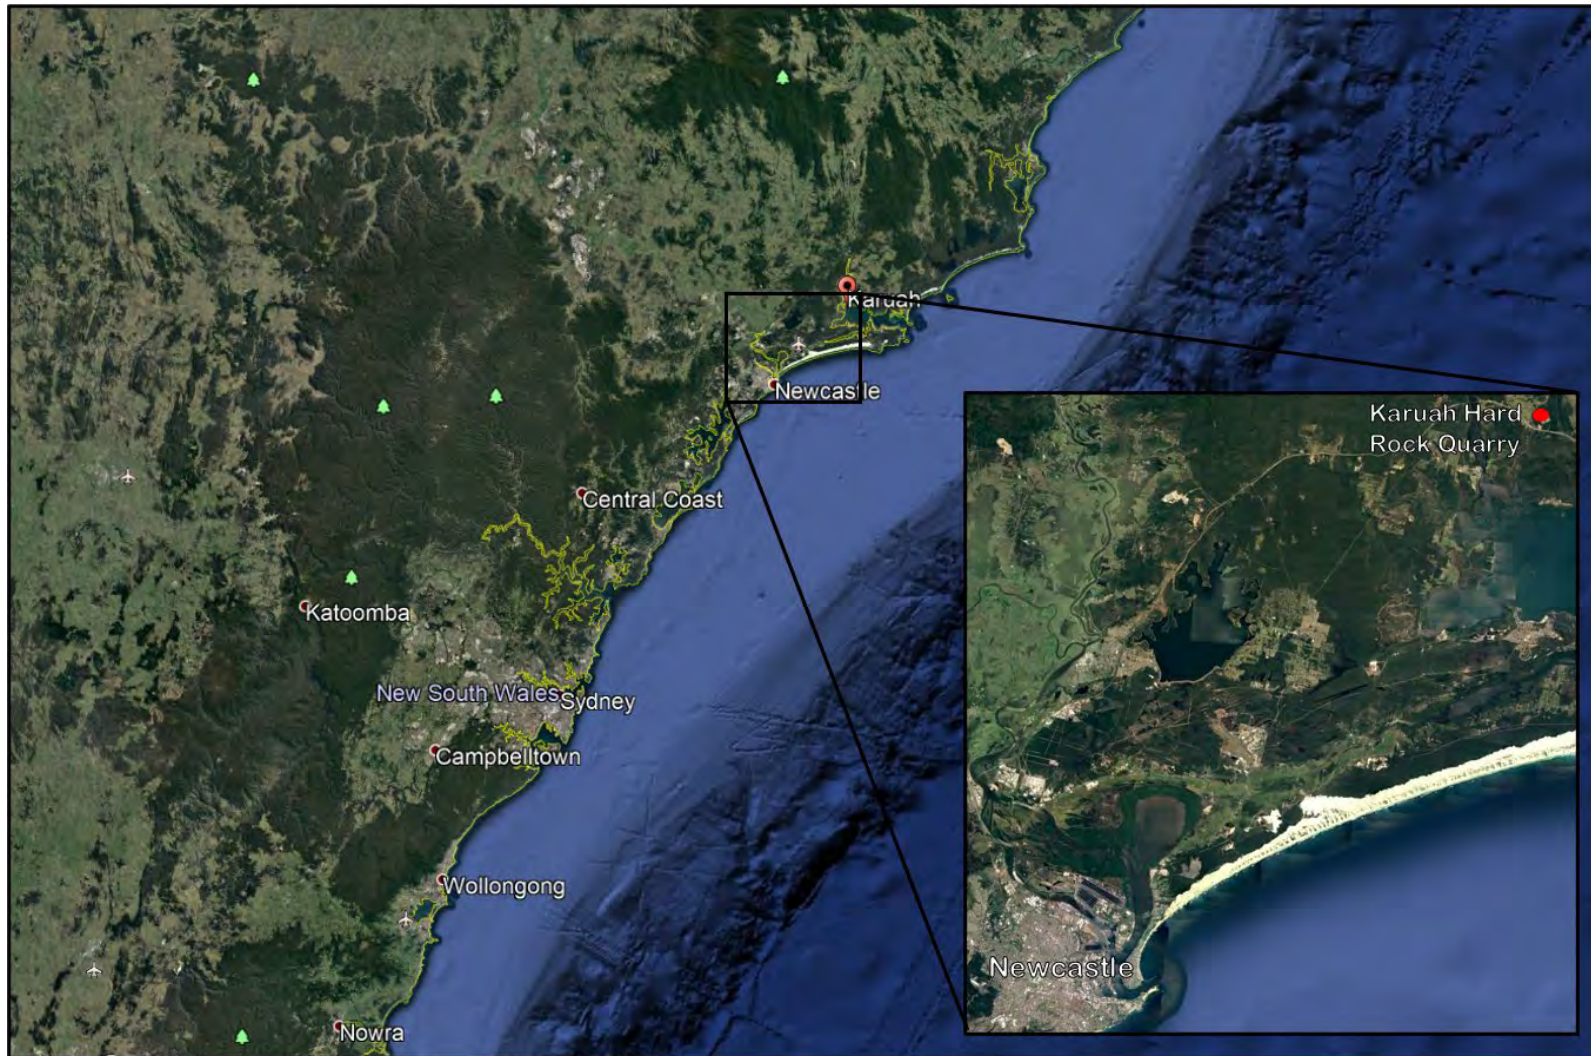 Karuah
Newcastle
Karuah Hard
Rock Quarry
Central Coast
Katoomba
New South Wales
Sydney
Campbelltown
Wollongong
Newcastle
Nowra